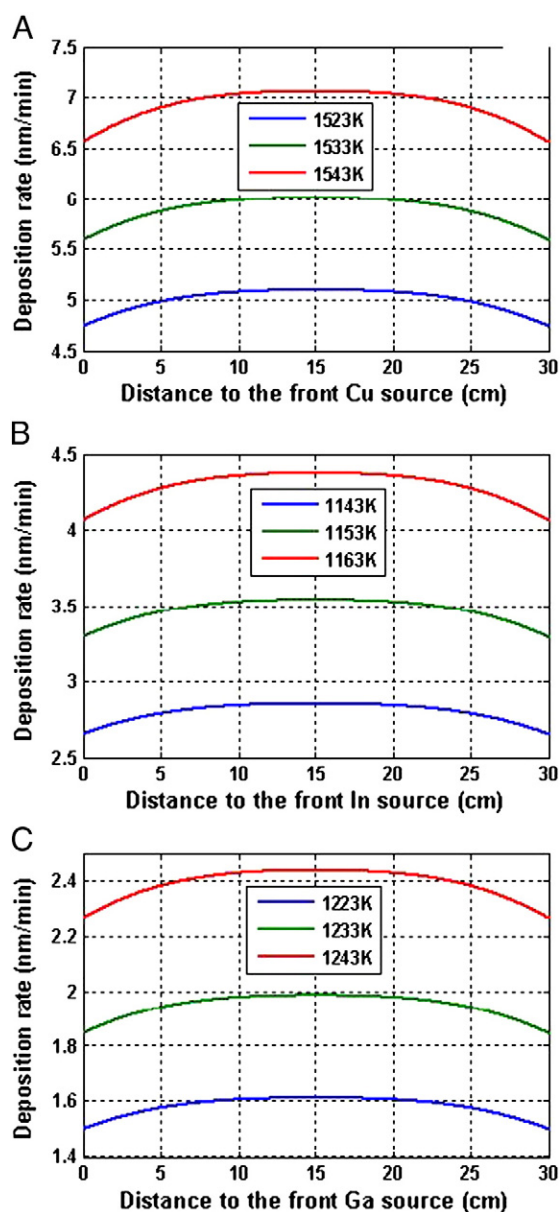 A
Deposition rate (nm/min)
7.5
7
6.5
6
5.5
5
4.5
1523K
1533K
1543K
0 5 10 15 20 25 30
Distance to the front Cu source (cm)
B
Deposition rate (nm/min)
4.5
4
3.5
3
2.5
1143K
1153K
1163K
0 5 10 15 20 25 30
Distance to the front In source (cm)
C
Deposition rate (nm/min)
2.4
2.2
2
1.8
1.6
1.4
1223K
1233K
1243K
0 5 10 15 20 25 30
Distance to the front Ga source (cm)